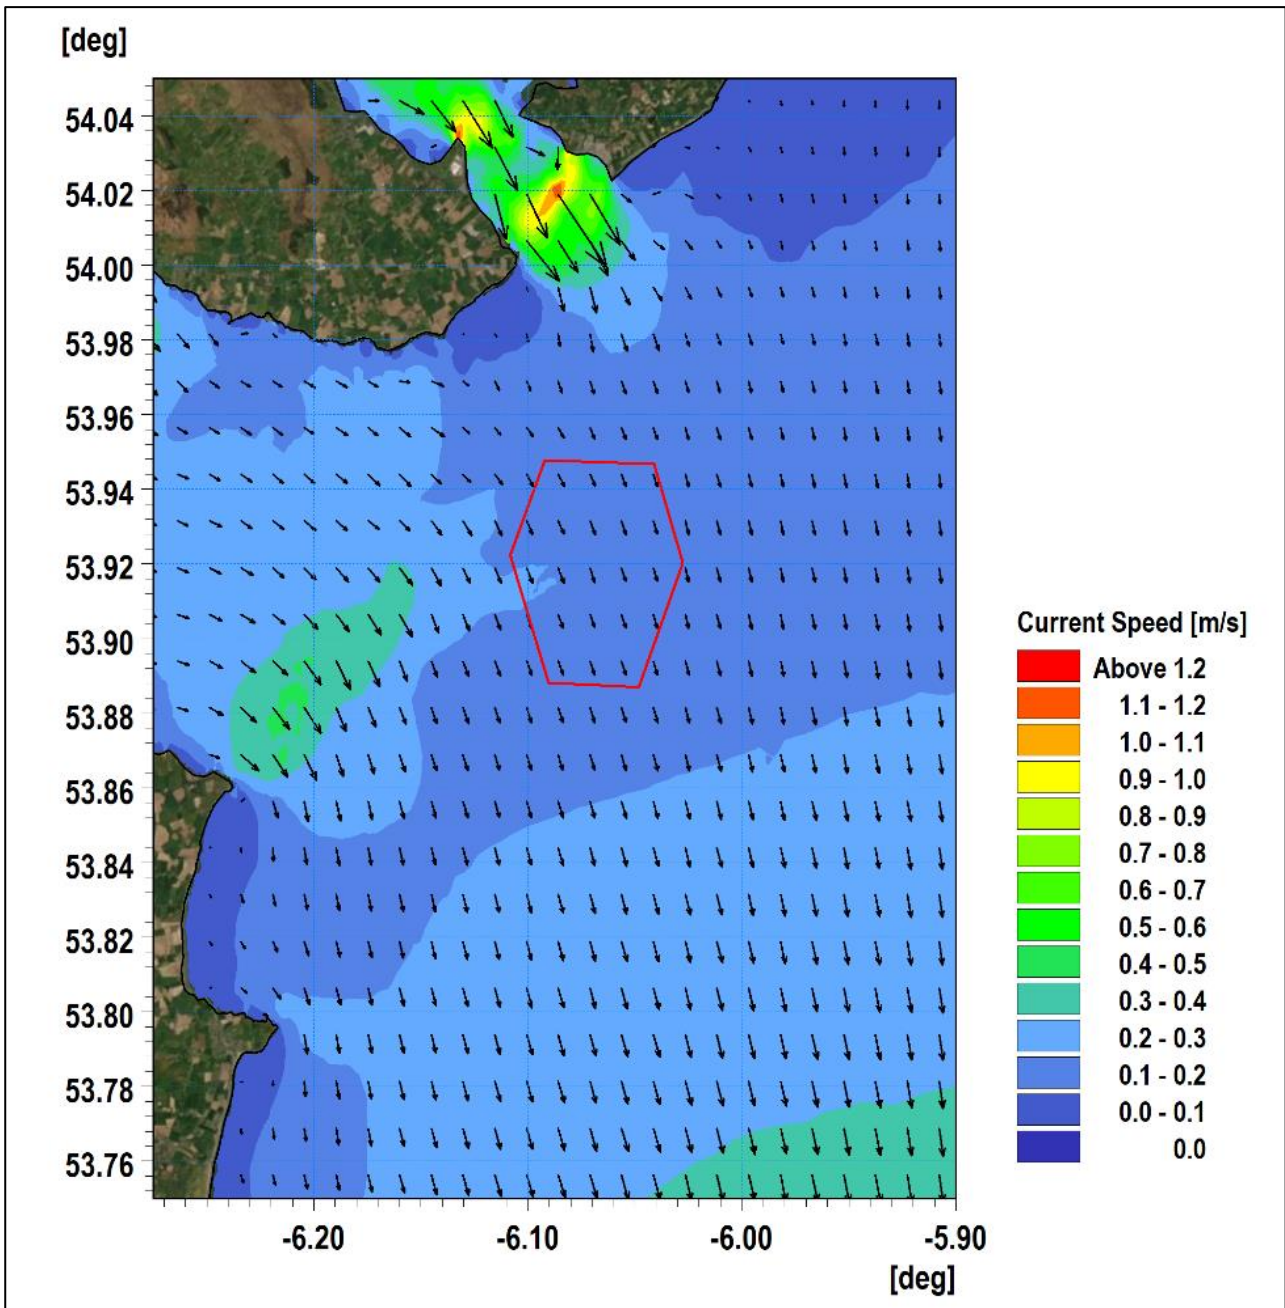 [deg]
54.04
54.02
54.00
53.98
53.96
53.94
53.92
53.90
53.88
53.86
53.84
53.82
53.80
53.78
53.76
-6.20 -6.10 -6.00 -5.90
[deg]
Current Speed [m/s]
Above 1.2
1.1 - 1.2
1.0 - 1.1
0.9 - 1.0
0.8 - 0.9
0.7 - 0.8
0.6 - 0.7
0.5 - 0.6
0.4 - 0.5
0.3 - 0.4
0.2 - 0.3
0.1 - 0.2
0.0 - 0.1
0.0